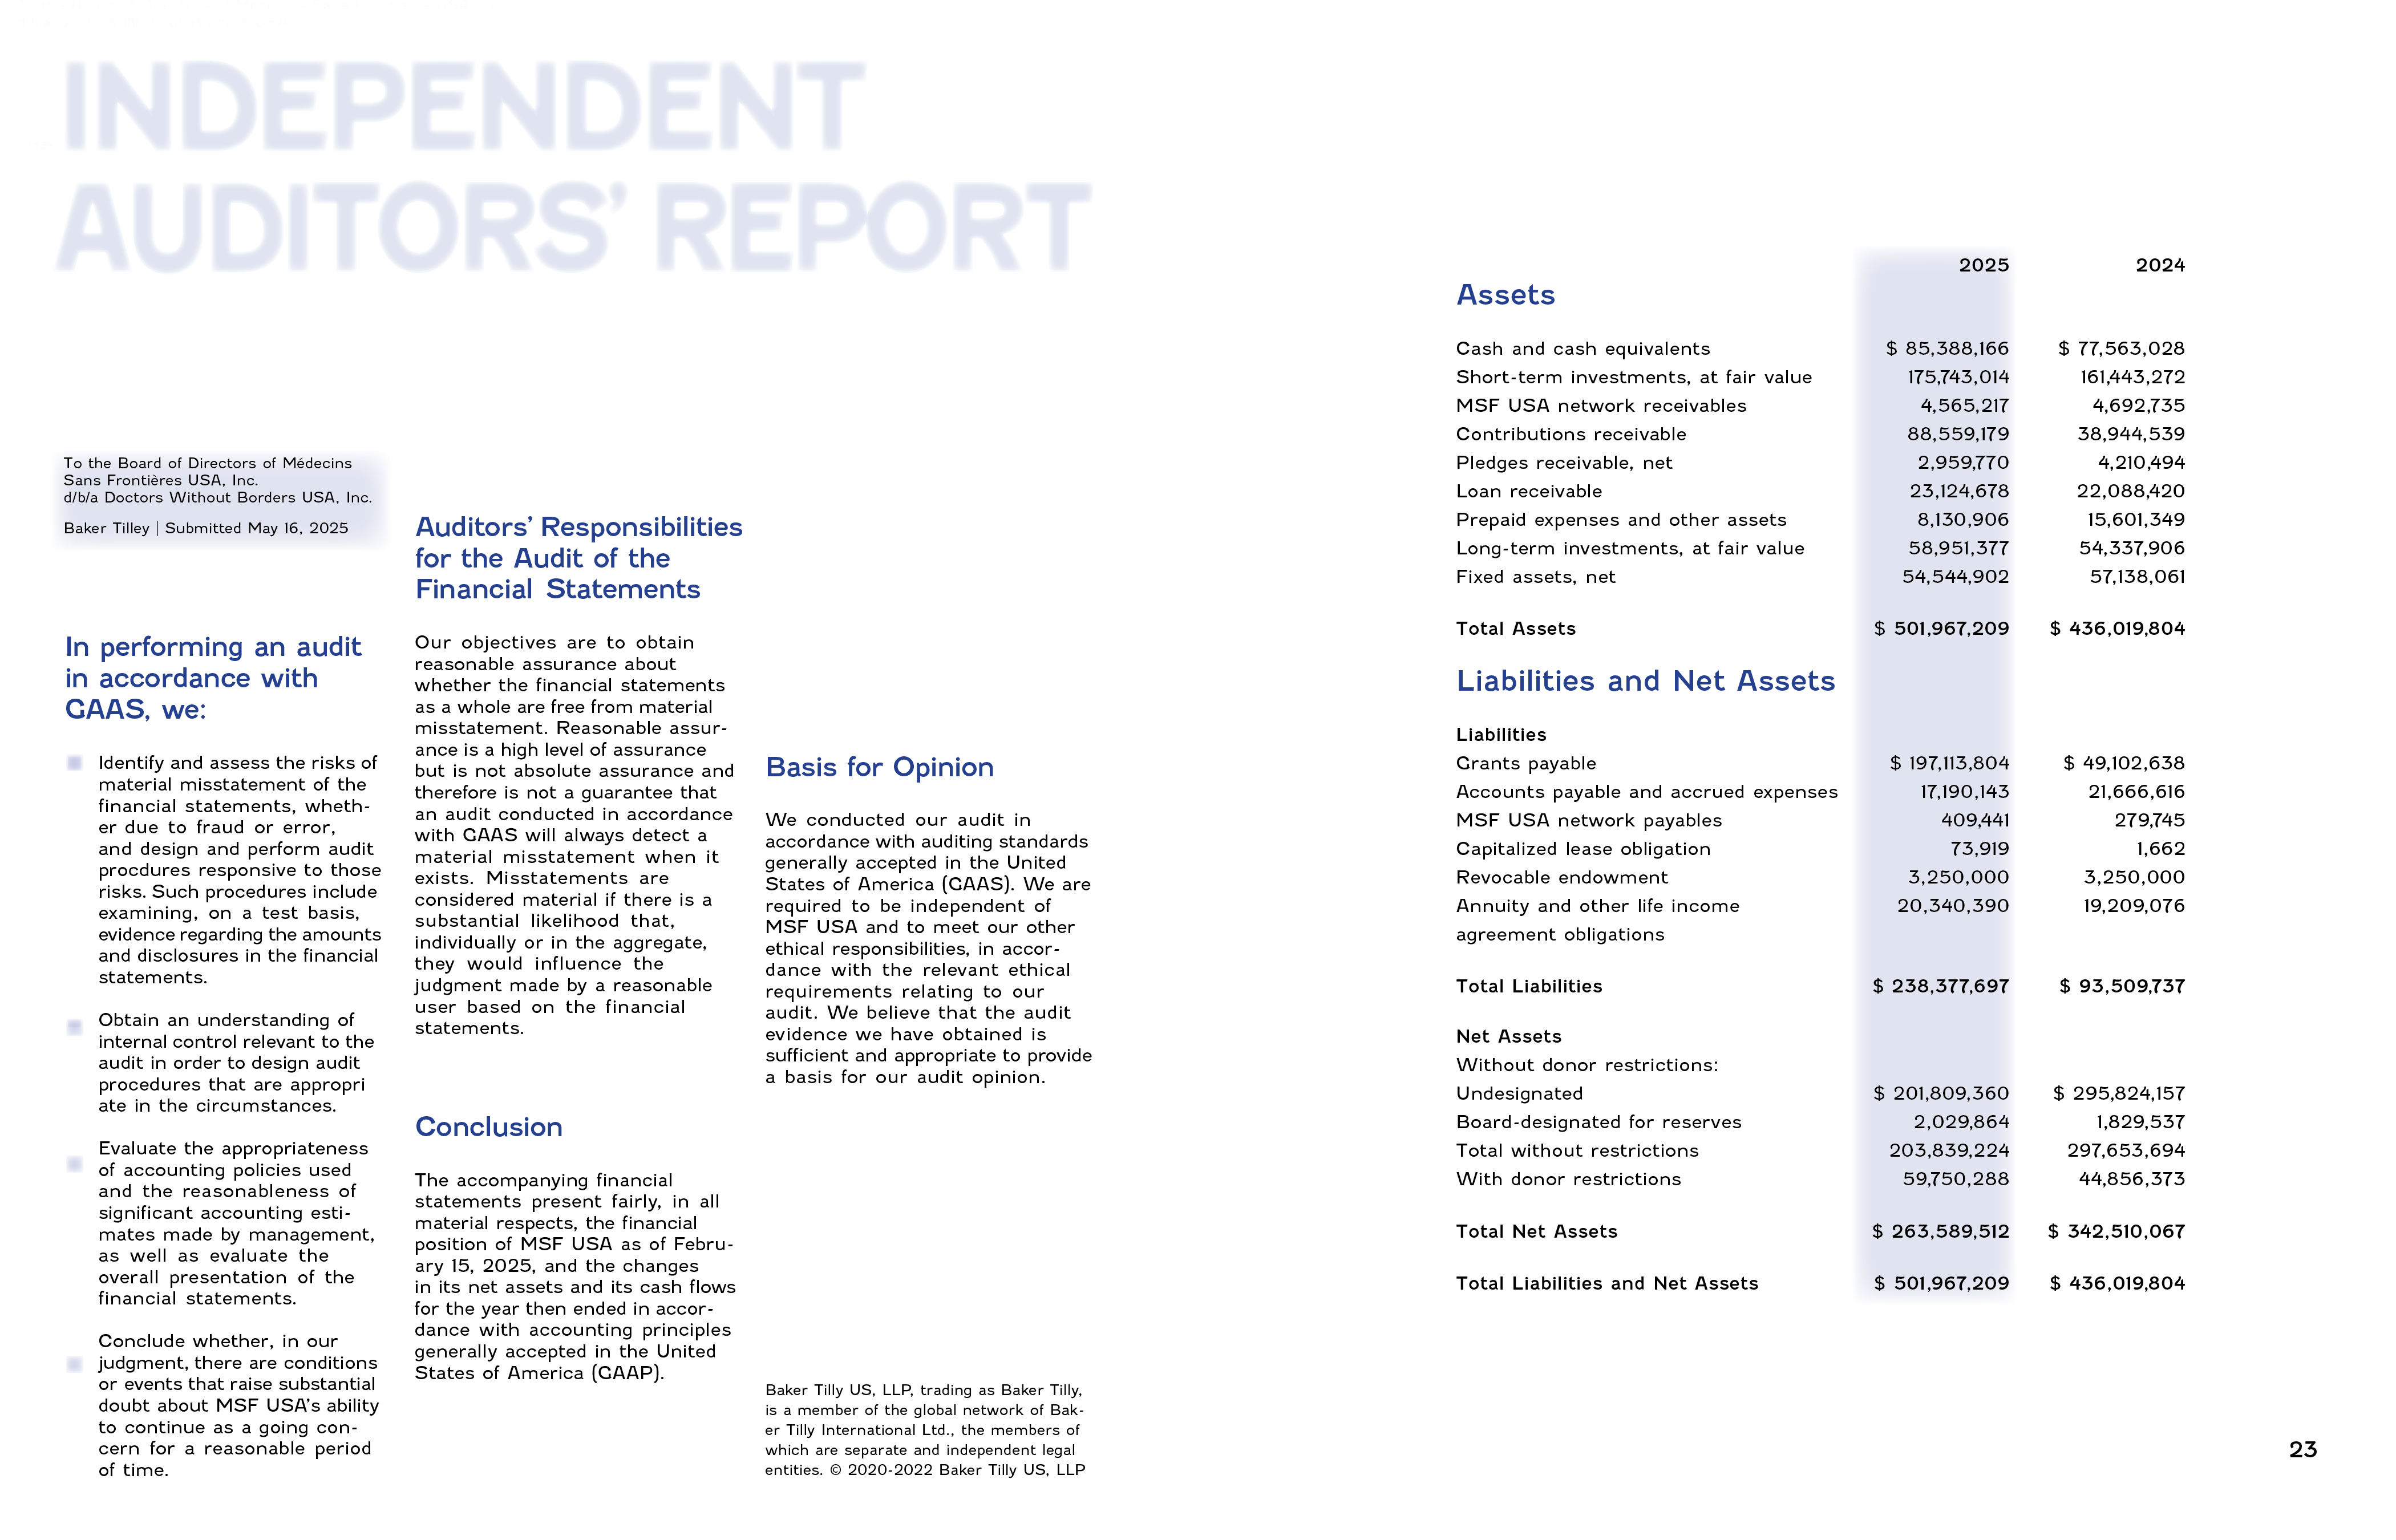 INDEPENDENT
AUDITORS’ REPORT
To the Board of Directors of Médecins
Sans Frontières USA, Inc.
d/b/a Doctors Without Borders USA, Inc.
Baker Tilley | Submitted May 16, 2025
In performing an audit
in accordance with
GAAS, we:
Identify and assess the risks of
material misstatement of the
financial statements, wheth-
er due to fraud or error,
and design and perform audit
procdures responsive to those
risks. Such procedures include
examining, on a test basis,
evidence regarding the amounts
and disclosures in the financial
statements.
Obtain an understanding of
internal control relevant to the
audit in order to design audit
procedures that are appropri
ate in the circumstances.
Evaluate the appropriateness
of accounting policies used
and the reasonableness of
significant accounting esti-
mates made by management,
as well as evaluate the
overall presentation of the
financial statements.
Conclude whether, in our
judgment, there are conditions
or events that raise substantial
doubt about MSF USA’s ability
to continue as a going con-
cern for a reasonable period
of time.
Auditors’ Responsibilities
for the Audit of the
Financial Statements
Our objectives are to obtain
reasonable assurance about
whether the financial statements
as a whole are free from material
misstatement. Reasonable assur-
ance is a high level of assurance
but is not absolute assurance and
therefore is not a guarantee that
an audit conducted in accordance
with GAAS will always detect a
material misstatement when it
exists. Misstatements are
considered material if there is a
substantial likelihood that,
individually or in the aggregate,
they would influence the
judgment made by a reasonable
user based on the financial
statements.
Conclusion
The accompanying financial
statements present fairly, in all
material respects, the financial
position of MSF USA as of Febru-
ary 15, 2025, and the changes
in its net assets and its cash flows
for the year then ended in accor-
dance with accounting principles
generally accepted in the United
States of America (GAAP).
Basis for Opinion
We conducted our audit in
accordance with auditing standards
generally accepted in the United
States of America (GAAS). We are
required to be independent of
MSF USA and to meet our other
ethical responsibilities, in accor-
dance with the relevant ethical
requirements relating to our
audit. We believe that the audit
evidence we have obtained is
sufficient and appropriate to provide
a basis for our audit opinion.
Baker Tilly US, LLP, trading as Baker Tilly,
is a member of the global network of Bak-
er Tilly International Ltd., the members of
which are separate and independent legal
entities. © 2020-2022 Baker Tilly US, LLP
2025 2024
Assets
Cash and cash equivalents $ 85,388,166 $ 77,563,028
Short-term investments, at fair value 175,743,014 161,443,272
MSF USA network receivables 4,565,217 4,692,735
Contributions receivable 88,559,179 38,944,539
Pledges receivable, net 2,959,770 4,210,494
Loan receivable 23,124,678 22,088,420
Prepaid expenses and other assets 8,130,906 15,601,349
Long-term investments, at fair value 58,951,377 54,337,906
Fixed assets, net 54,544,902 57,138,061
Total Assets $ 501,967,209 $ 436,019,804
Liabilities and Net Assets
Liabilities
Grants payable $ 197,113,804 $ 49,102,638
Accounts payable and accrued expenses 17,190,143 21,666,616
MSF USA network payables 409,441 279,745
Capitalized lease obligation 73,919 1,662
Revocable endowment 3,250,000 3,250,000
Annuity and other life income 20,340,390 19,209,076
agreement obligations
Total Liabilities $ 238,377,697 $ 93,509,737
Net Assets
Without donor restrictions:
Undesignated $ 201,809,360 $ 295,824,157
Board-designated for reserves 2,029,864 1,829,537
Total without restrictions 203,839,224 297,653,694
With donor restrictions 59,750,288 44,856,373
Total Net Assets $ 263,589,512 $ 342,510,067
Total Liabilities and Net Assets $ 501,967,209 $ 436,019,804
23